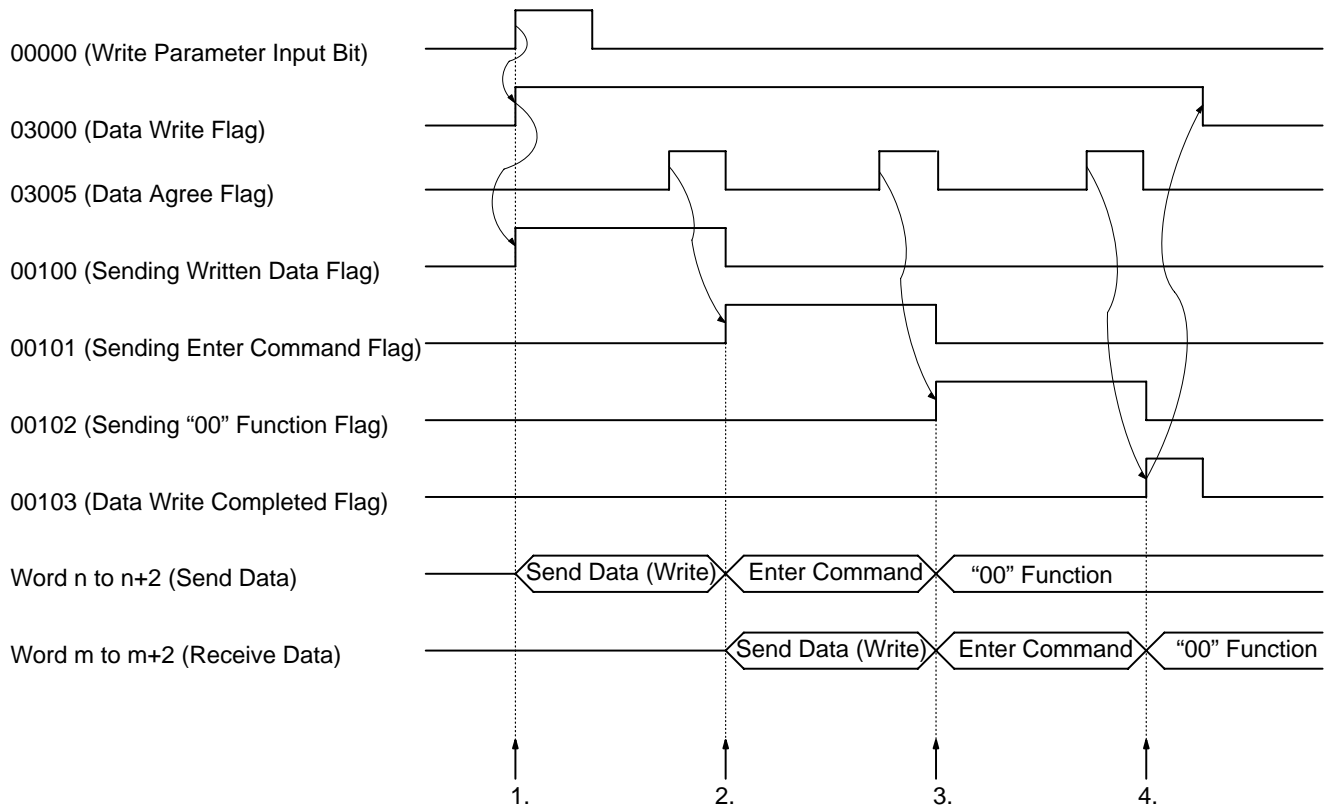 00000 (Write Parameter Input Bit)
03000 (Data Write Flag)
03005 (Data Agree Flag)
00100 (Sending Written Data Flag)
00101 (Sending Enter Command Flag)
00102 (Sending “00” Function Flag)
00103 (Data Write Completed Flag)
Word n to n+2 (Send Data) Send Data (Write) Enter Command “00” Function
Word m to m+2 (Receive Data) Send Data (Write) Enter Command “00” Function
1. 2. 3. 4.